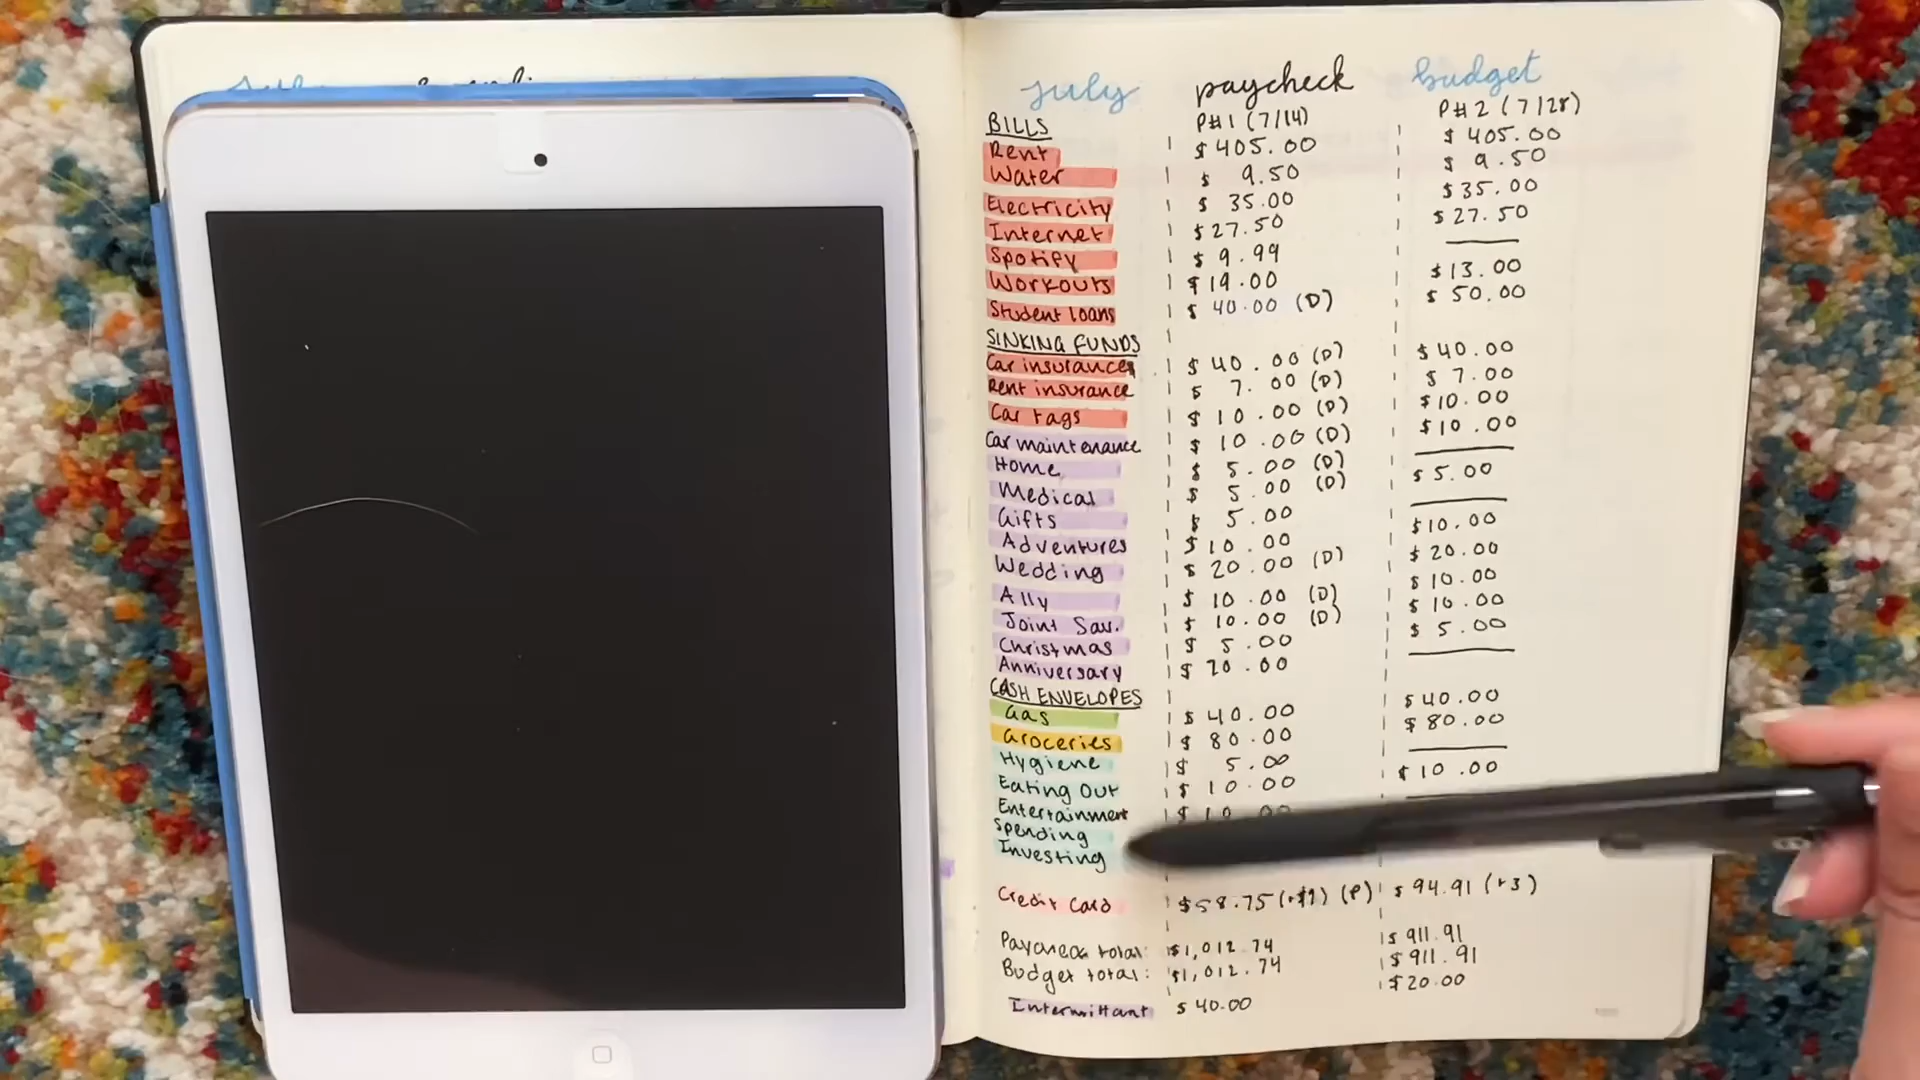 july paycheck budget
BILLS P#1 (7/14) P#2 (7/28)
Rent $405.00 $405.00
Water $ 9.50 $ 9.50
Electricity $ 35.00 $35.00
Internet $27.50 $27.50
Spotify $ 9.99
Workouts $19.00 $13.00
Student loans $ 40.00 (D) $ 50.00
SINKING FUNDS
Car insurance $ 40.00 (D) $40.00
Rent insurance $ 7.00 (D) $ 7.00
Car tags $ 10.00 (D) $10.00
Car maintenance $ 10.00 (D) $10.00
Home $ 5.00 (D)
Medical $ 5.00 (D) $5.00
Gifts $ 5.00
Adventures $10.00 $10.00
Wedding $ 20.00 (D) $ 20.00
Ally $ 10.00 (D) $10.00
Joint Sav. $ 10.00 (D) $10.00
Christmas $ 5.00 $ 5.00
Anniversary $ 20.00
CASH ENVELOPES
Gas $ 40.00 $40.00
Groceries $ 80.00 $80.00
Hygiene $ 5.00
Eating Out $ 10.00 $10.00
Entertainment $ 10.00
Spending
Investing
Credit Card $58.75 (P) $ 94.91 (+3)
Paycheck total: $1,012.74 $ 911.91
Budget total: $1,012.74 $911.91
Intermittant $ 40.00 $20.00